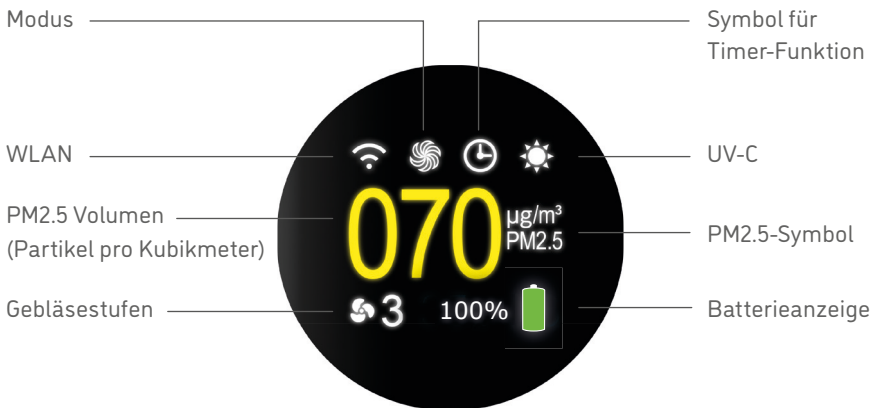 Modus
Symbol für
Timer-Funktion
WLAN
UV-C
070
µg/m³
PM2.5
PM2.5 Volumen
(Partikel pro Kubikmeter)
PM2.5-Symbol
Gebläsestufen
3
100%
Batterieanzeige